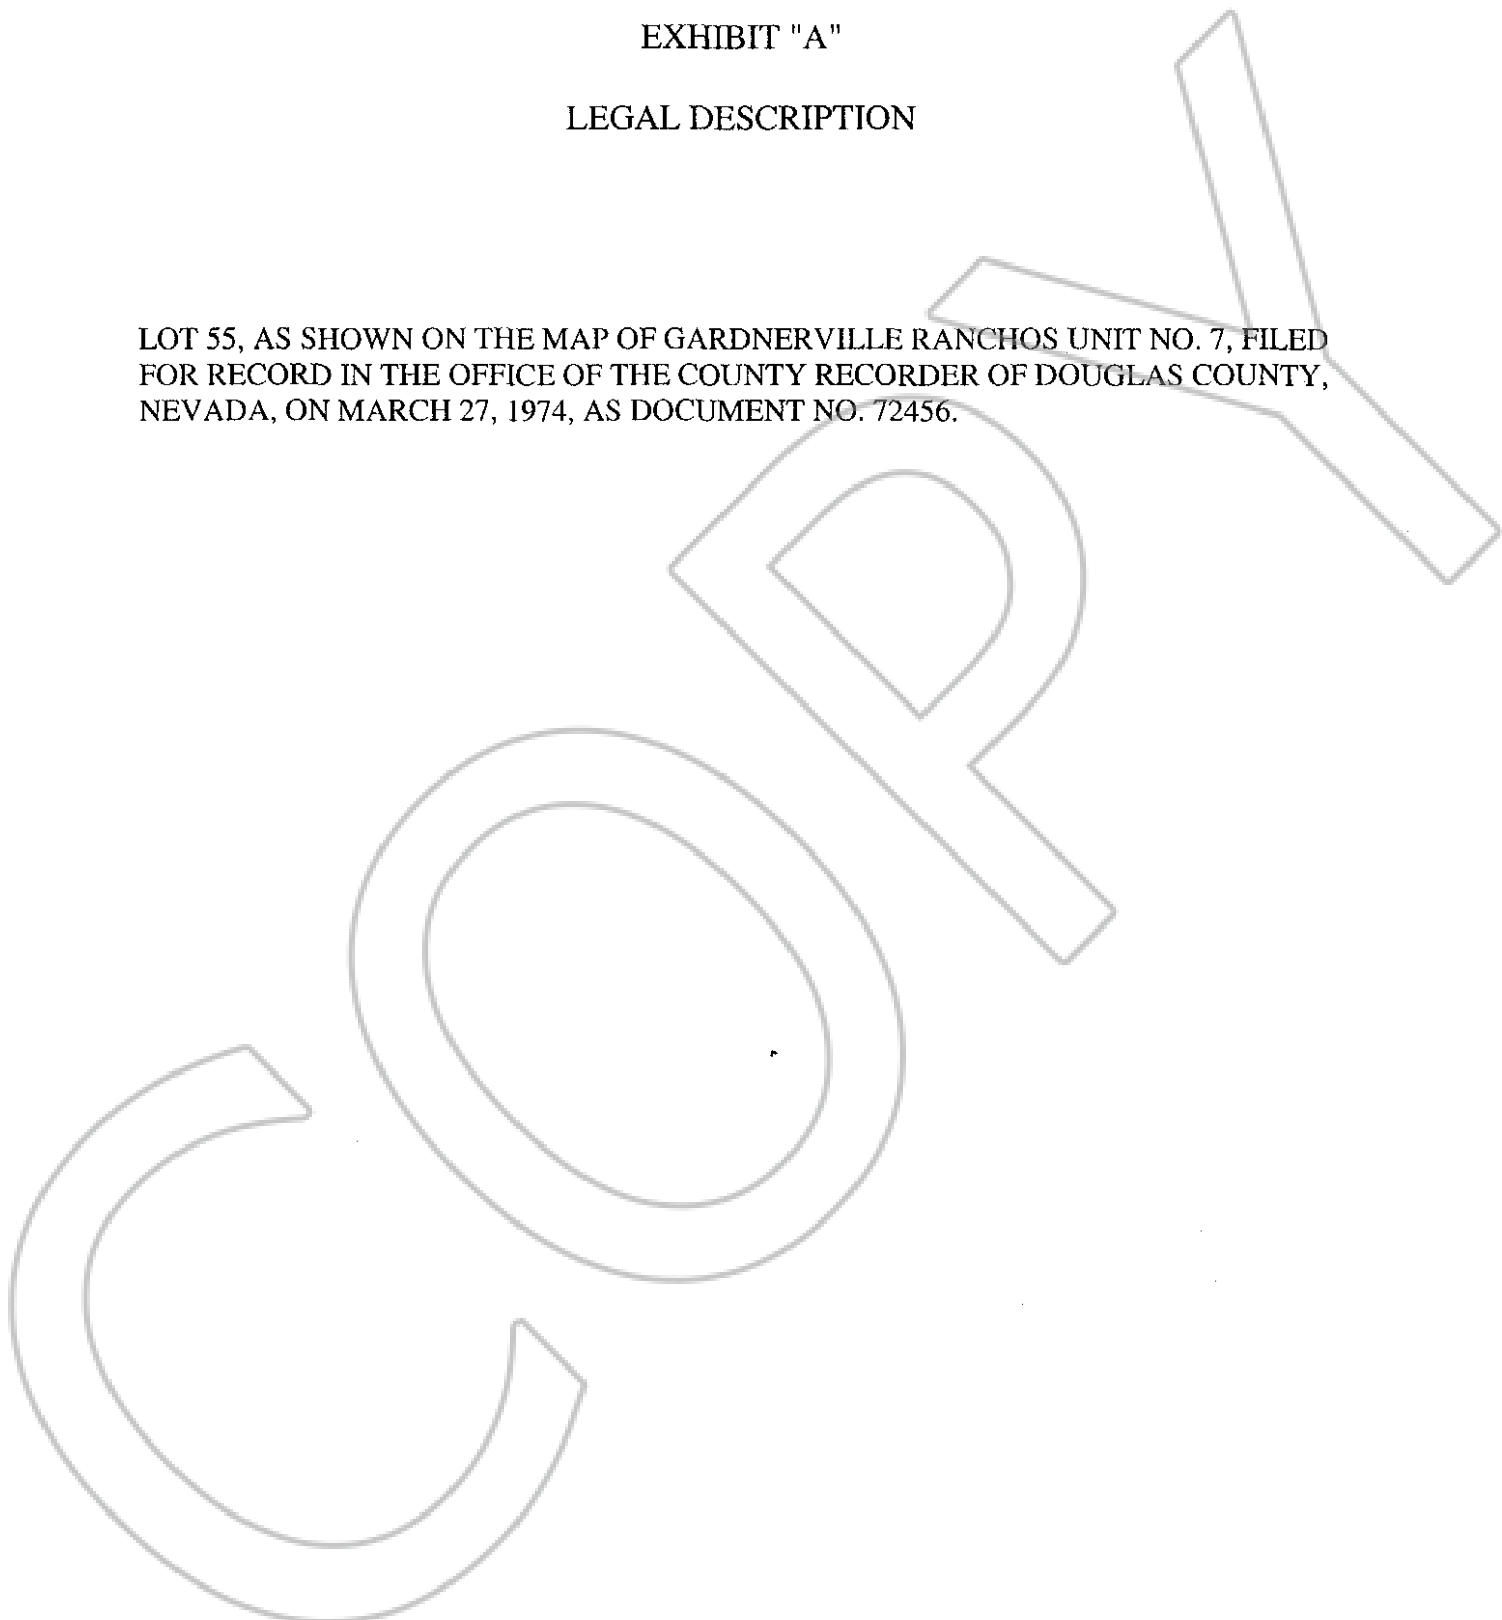 EXHIBIT "A"
LEGAL DESCRIPTION
LOT 55, AS SHOWN ON THE MAP OF GARDNERVILLE RANCHOS UNIT NO. 7, FILED
FOR RECORD IN THE OFFICE OF THE COUNTY RECORDER OF DOUGLAS COUNTY,
NEVADA, ON MARCH 27, 1974, AS DOCUMENT NO. 72456.
COPY